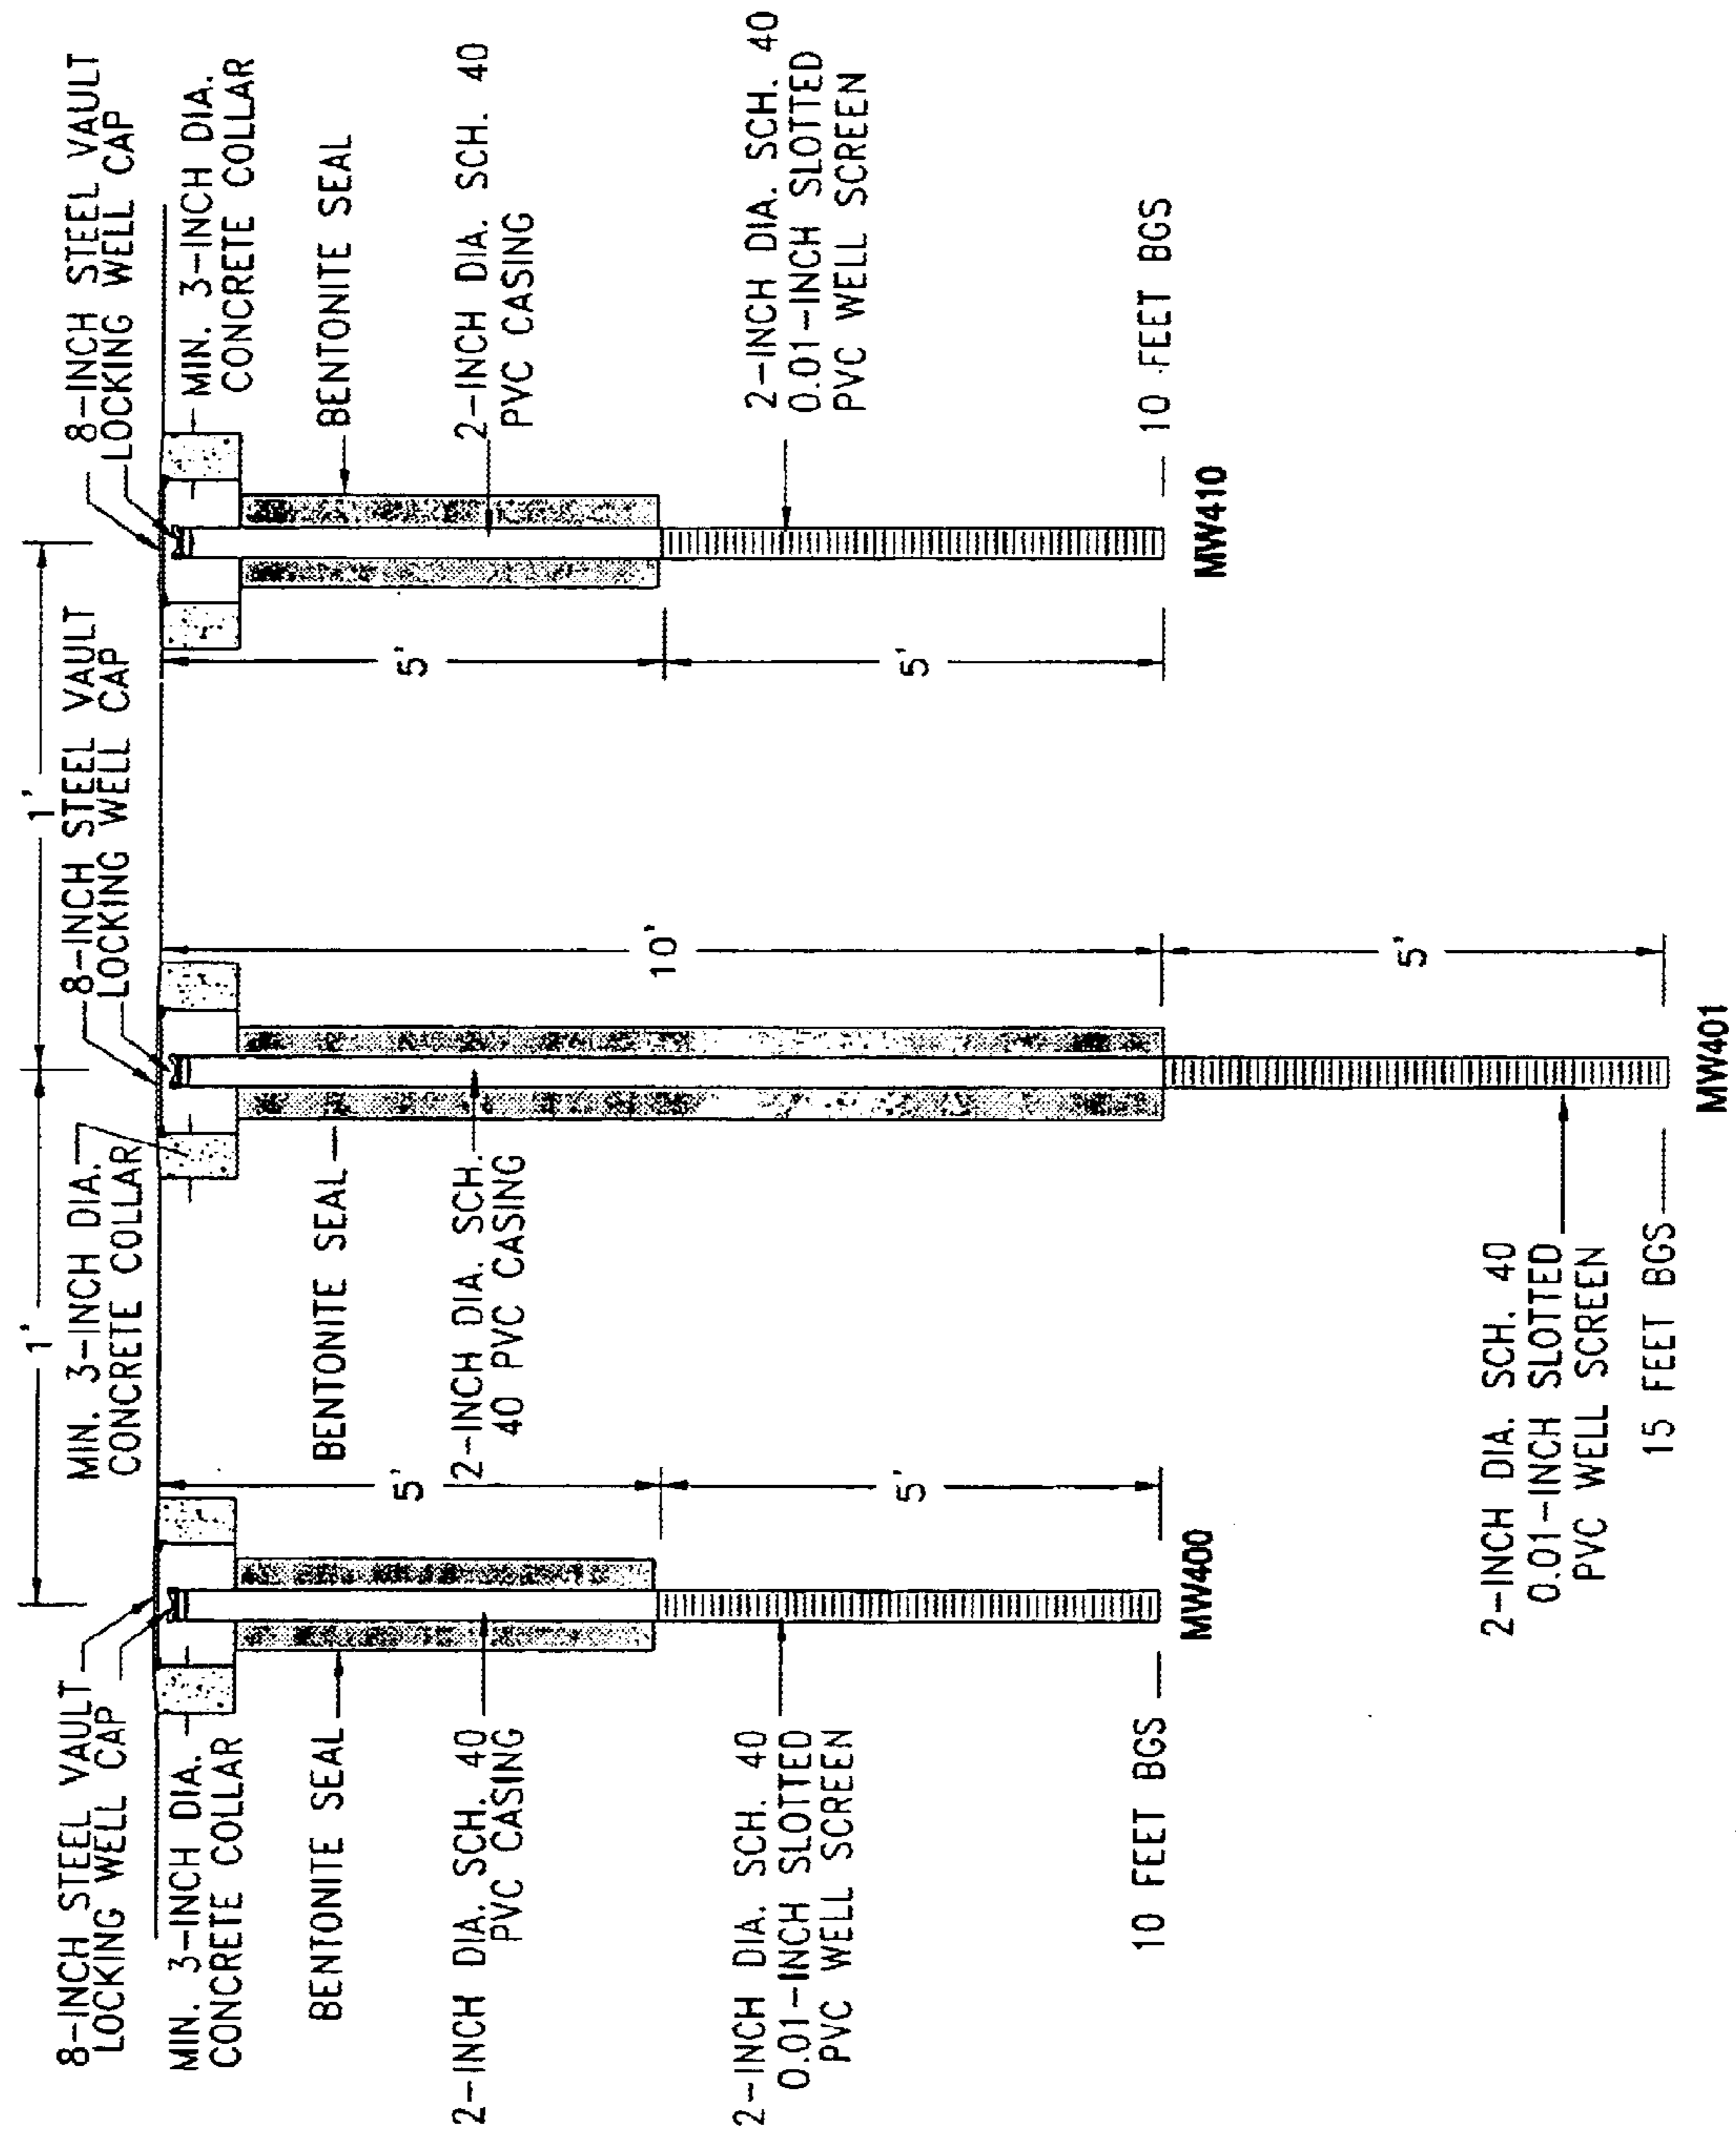 1'
1'
8-INCH STEEL VAULT
LOCKING WELL CAP
MIN. 3-INCH DIA.
CONCRETE COLLAR
BENTONITE SEAL
2-INCH DIA. SCH. 40
PVC CASING
2-INCH DIA. SCH. 40
0.01-INCH SLOTTED
PVC WELL SCREEN
10 FEET BGS
5'
5'
MW400
MIN. 3-INCH DIA.
CONCRETE COLLAR
8-INCH STEEL VAULT
LOCKING WELL CAP
BENTONITE SEAL
2-INCH DIA. SCH.
40 PVC CASING
10'
5'
2-INCH DIA. SCH. 40
0.01-INCH SLOTTED
PVC WELL SCREEN
15 FEET BGS
MW401
8-INCH STEEL VAULT
LOCKING WELL CAP
MIN. 3-INCH DIA.
CONCRETE COLLAR
BENTONITE SEAL
2-INCH DIA. SCH. 40
PVC CASING
2-INCH DIA. SCH. 40
0.01-INCH SLOTTED
PVC WELL SCREEN
5'
5'
10 FEET BGS
MW410